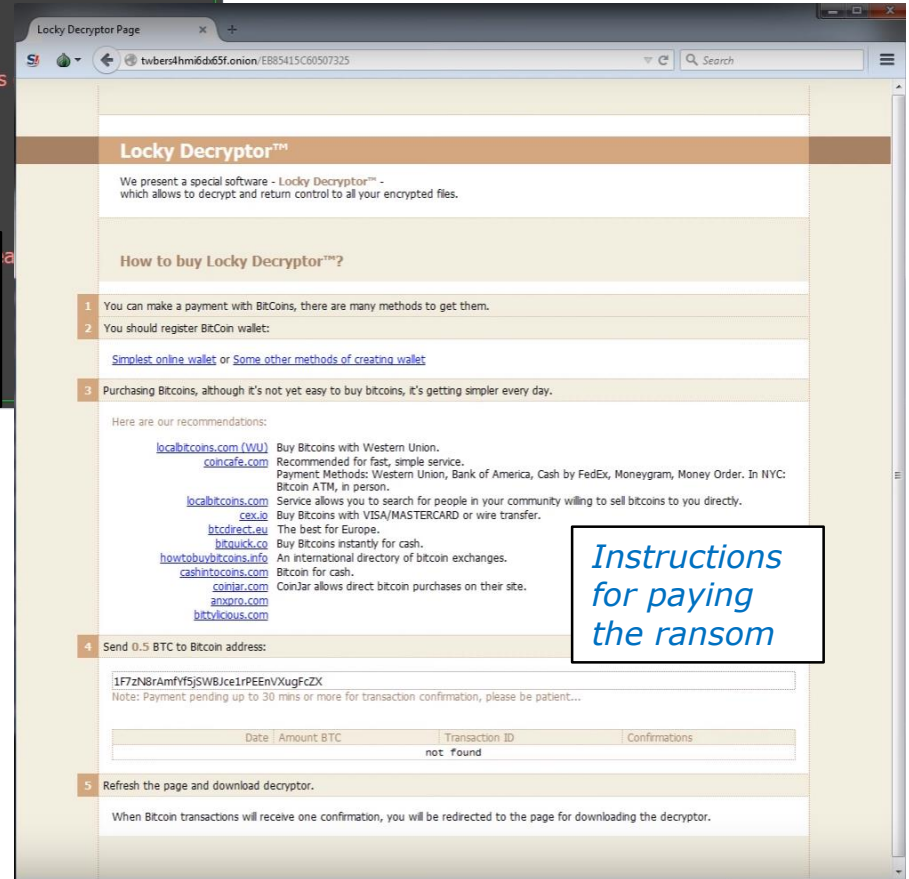 Locky Decryptor Page
twbers4hmi6dx65f.onion/EB85415C60507325
Search
s
ea
Locky Decryptor™
We present a special software - Locky Decryptor™ -
which allows to decrypt and return control to all your encrypted files.
How to buy Locky Decryptor™?
1 You can make a payment with BitCoins, there are many methods to get them.
2 You should register BitCoin wallet:
Simplest online wallet or Some other methods of creating wallet
3 Purchasing Bitcoins, although it's not yet easy to buy bitcoins, it's getting simpler every day.
Here are our recommendations:
localbitcoins.com (WU) Buy Bitcoins with Western Union.
coincafe.com Recommended for fast, simple service.
Payment Methods: Western Union, Bank of America, Cash by FedEx, Moneygram, Money Order. In NYC:
Bitcoin ATM, in person.
localbitcoins.com Service allows you to search for people in your community willing to sell bitcoins to you directly.
cex.io Buy Bitcoins with VISA/MASTERCARD or wire transfer.
btcdirect.eu The best for Europe.
bitquick.co Buy Bitcoins instantly for cash.
howtobuybitcoins.info An international directory of bitcoin exchanges.
cashintocoins.com Bitcoin for cash.
coinjar.com CoinJar allows direct bitcoin purchases on their site.
anxpro.com
bittylicious.com
Instructions
for paying
the ransom
4 Send 0.5 BTC to Bitcoin address:
1F7zN8rAmfYf5jSWBJce1rPEEnVXugFcZX
Note: Payment pending up to 30 mins or more for transaction confirmation, please be patient...
Date Amount BTC Transaction ID Confirmations
not found
5 Refresh the page and download decryptor.
When Bitcoin transactions will receive one confirmation, you will be redirected to the page for downloading the decryptor.